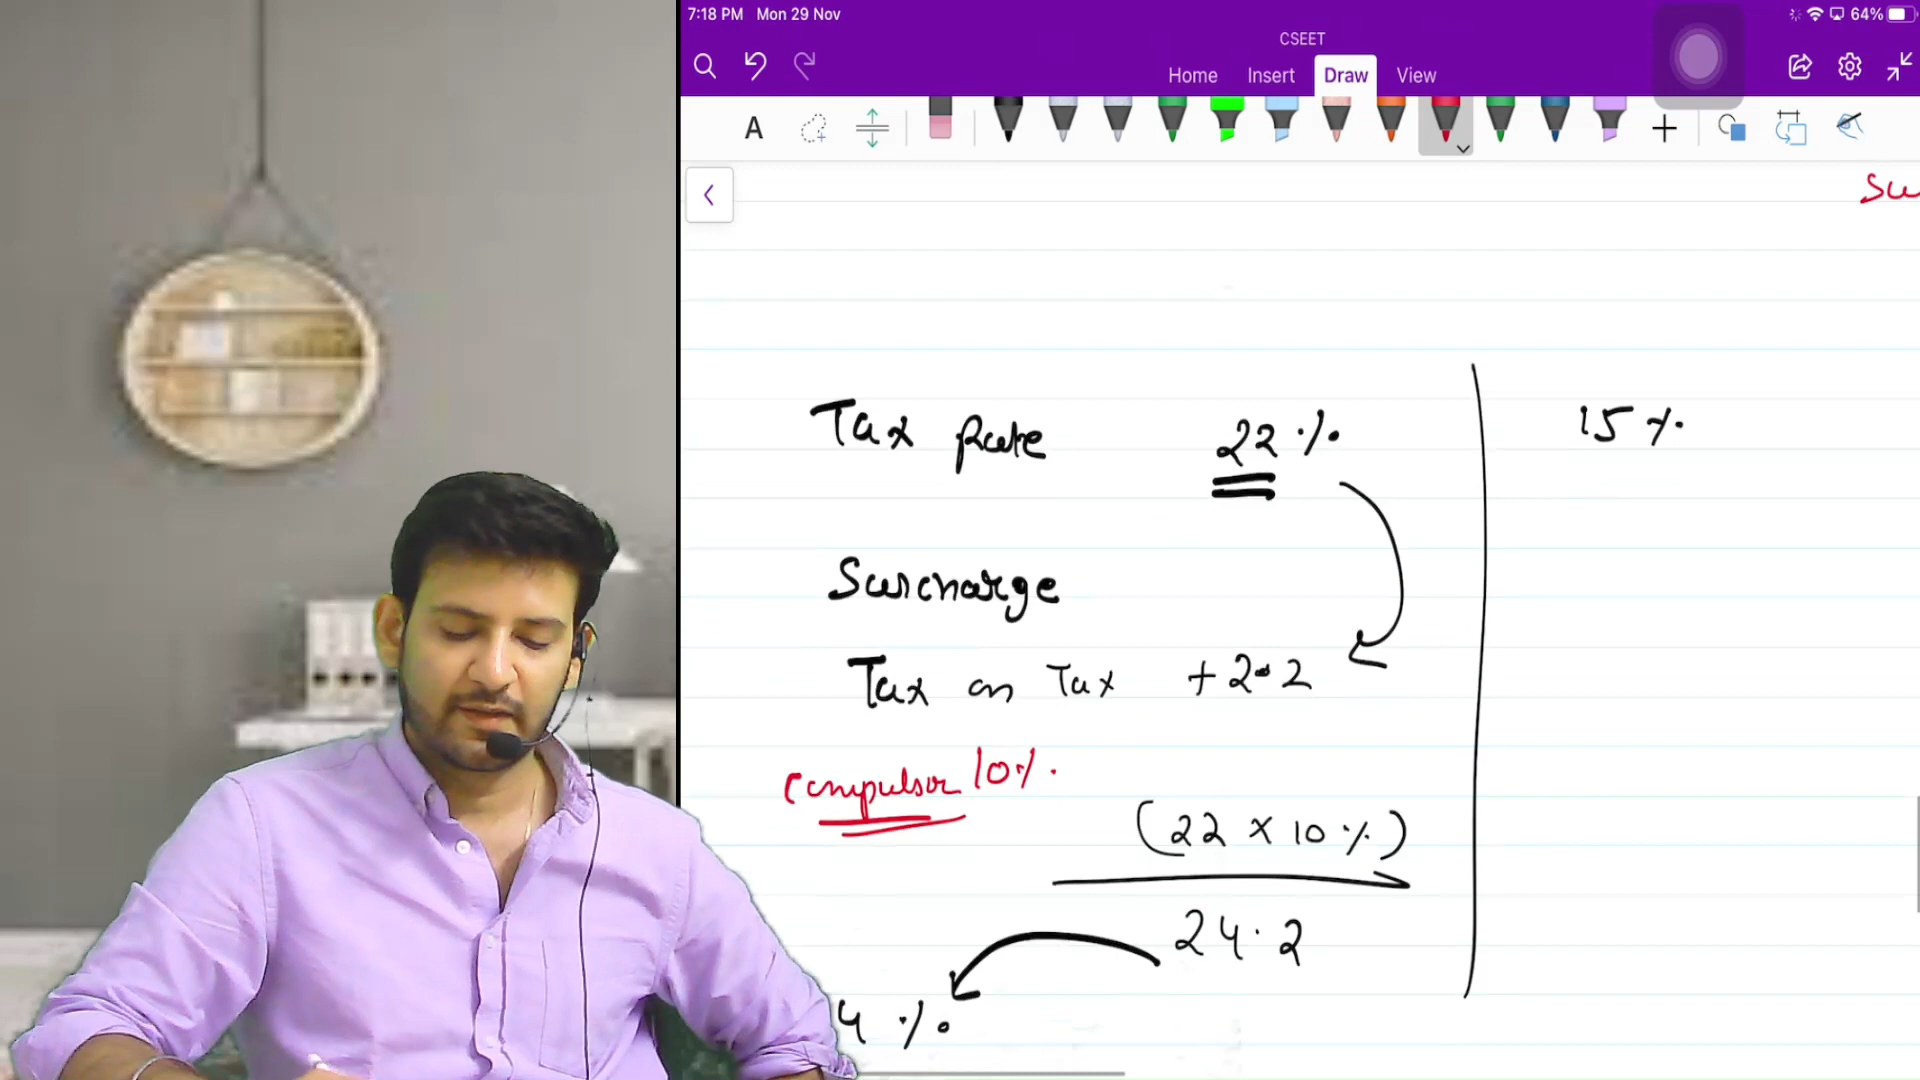 7:18 PM Mon 29 Nov
64%
CSEET
Home Insert Draw View
A
Su
Tax Rate 22 % 15 %
Surcharge
Tax on Tax + 2.2
Compulsor 10%.
(22 x 10 %)
24.2
4 %